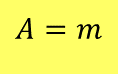 A = m